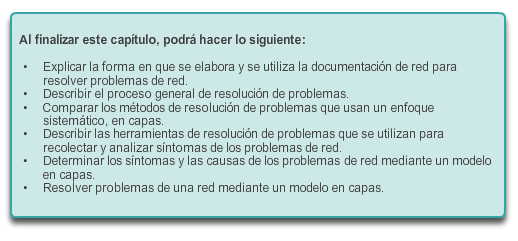 Al finalizar este capítulo, podrá hacer lo siguiente:
• Explicar la forma en que se elabora y se utiliza la documentación de red para
resolver problemas de red.
• Describir el proceso general de resolución de problemas.
• Comparar los métodos de resolución de problemas que usan un enfoque
sistemático, en capas.
• Describir las herramientas de resolución de problemas que se utilizan para
recolectar y analizar síntomas de los problemas de red.
• Determinar los síntomas y las causas de los problemas de red mediante un modelo
en capas.
• Resolver problemas de una red mediante un modelo en capas.